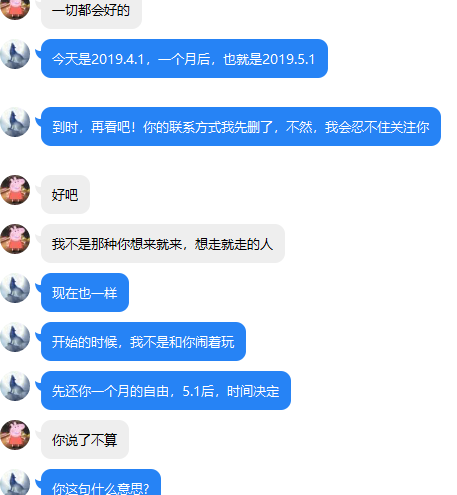 一切都会好的
今天是2019.4.1，一个月后，也就是2019.5.1
到时，再看吧！你的联系方式我先删了，不然，我会忍不住关注你
好吧
我不是那种你想来就来，想走就走的人
现在也一样
开始的时候，我不是和你闹着玩
先还你一个月的自由，5.1后，时间决定
你说了不算
你这句什么意思?